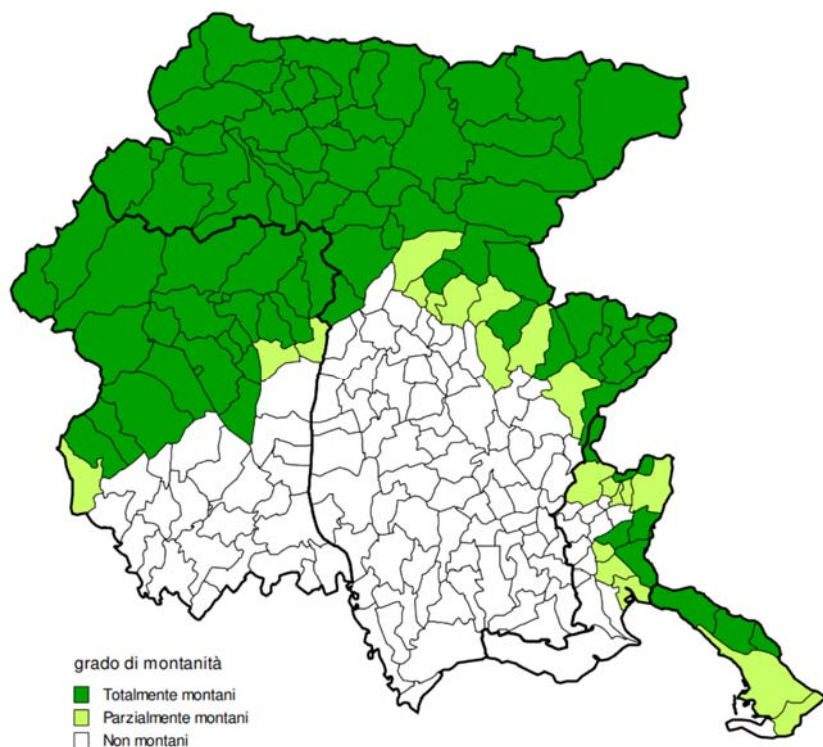 grado di montanità
Totalmente montani
Parzialmente montani
Non montani